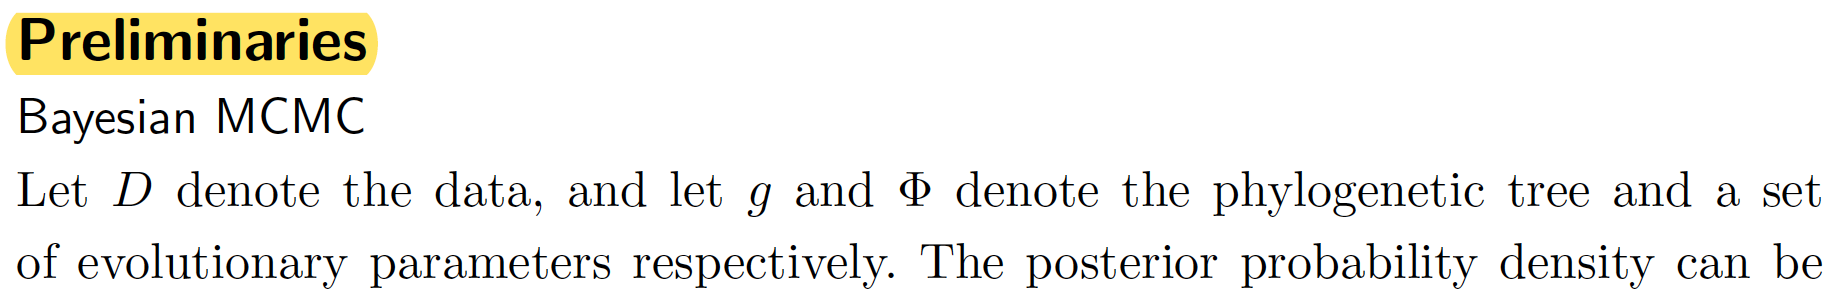 Preliminaries
Bayesian MCMC
Let D denote the data, and let g and Φ denote the phylogenetic tree and a set
of evolutionary parameters respectively. The posterior probability density can be